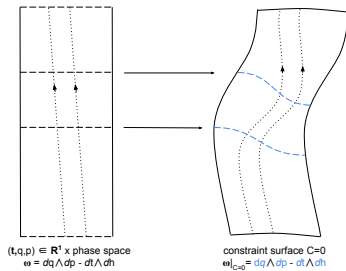 (t,q,p) ∈ R¹ x phase space
ω = dq ∧ dp - dt ∧ dh
constraint surface C=0
ω|C=0 = dq ∧ dp - dt ∧ dh